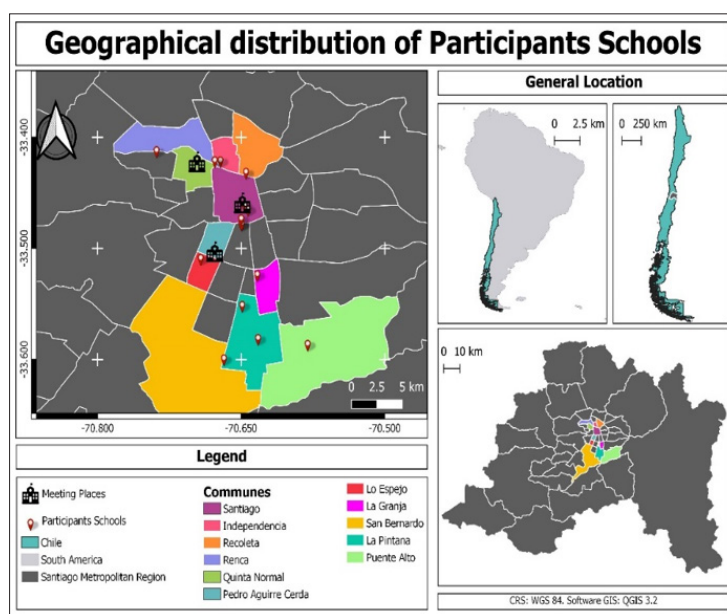 Geographical distribution of Participants Schools
General Location
0 2.5 km
0 250 km
-33.400
-33.500
-33.600
0 2.5 5 km
-70.800 -70.650 -70.500
0 10 km
Legend
Meeting Places
Participants Schools
Chile
South America
Santiago Metropolitan Region
Communes
Santiago
Independencia
Recoleta
Renca
Quinta Normal
Pedro Aguirre Cerda
Lo Espejo
La Granja
San Bernardo
La Pintana
Puente Alto
CRS: WGS 84. Software GIS: QGIS 3.2